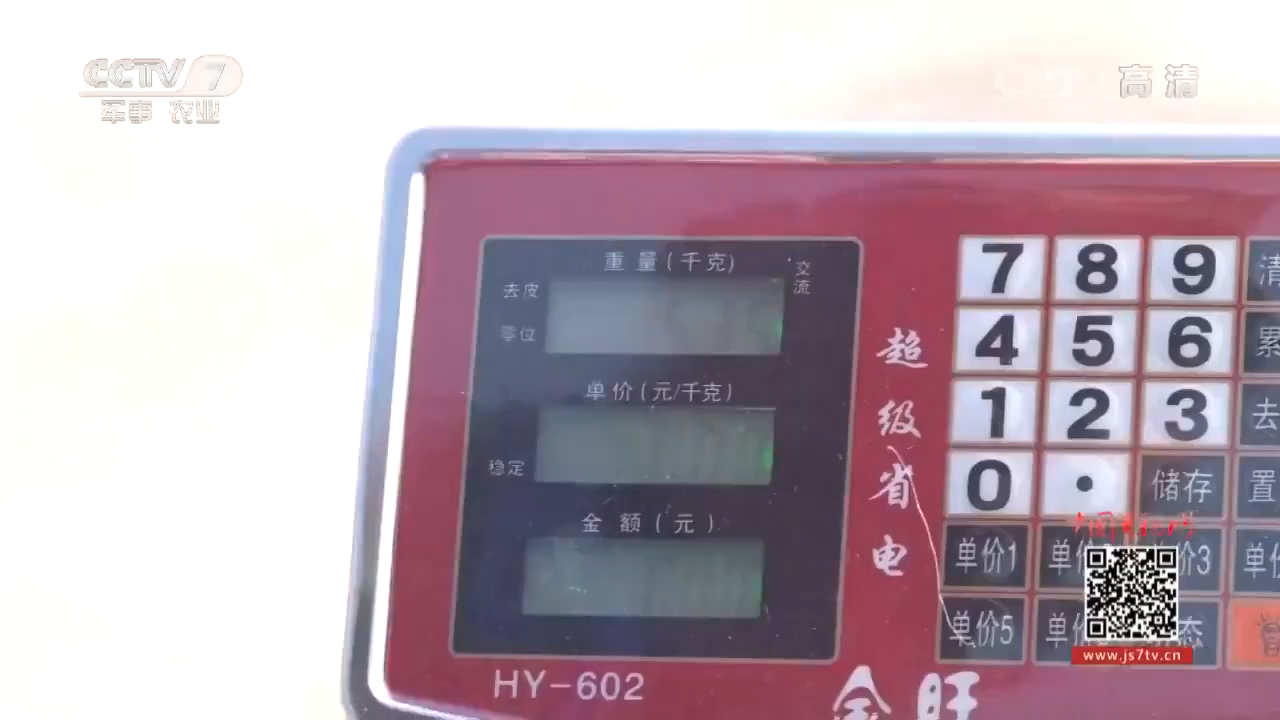 CCTV 7
军事 农业
高清
重量(千克)
交流
去皮
零位
单价(元/千克)
稳定
金额(元)
HY-602
超级省电
金旺
7 8 9 清
4 5 6 累
1 2 3 去
0 · 储存 置
单价1 单价 价3 单价
单价5 单价 态
www.js7tv.cn